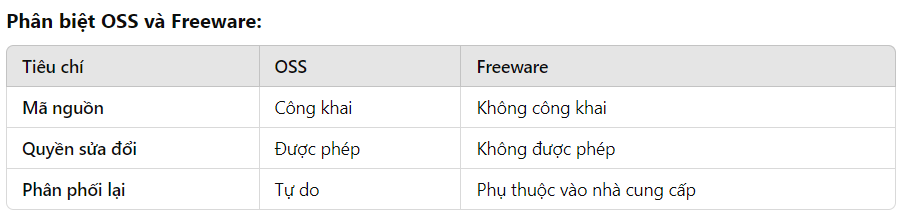 Phân biệt OSS và Freeware:
Tiêu chí OSS Freeware
Mã nguồn Công khai Không công khai
Quyền sửa đổi Được phép Không được phép
Phân phối lại Tự do Phụ thuộc vào nhà cung cấp